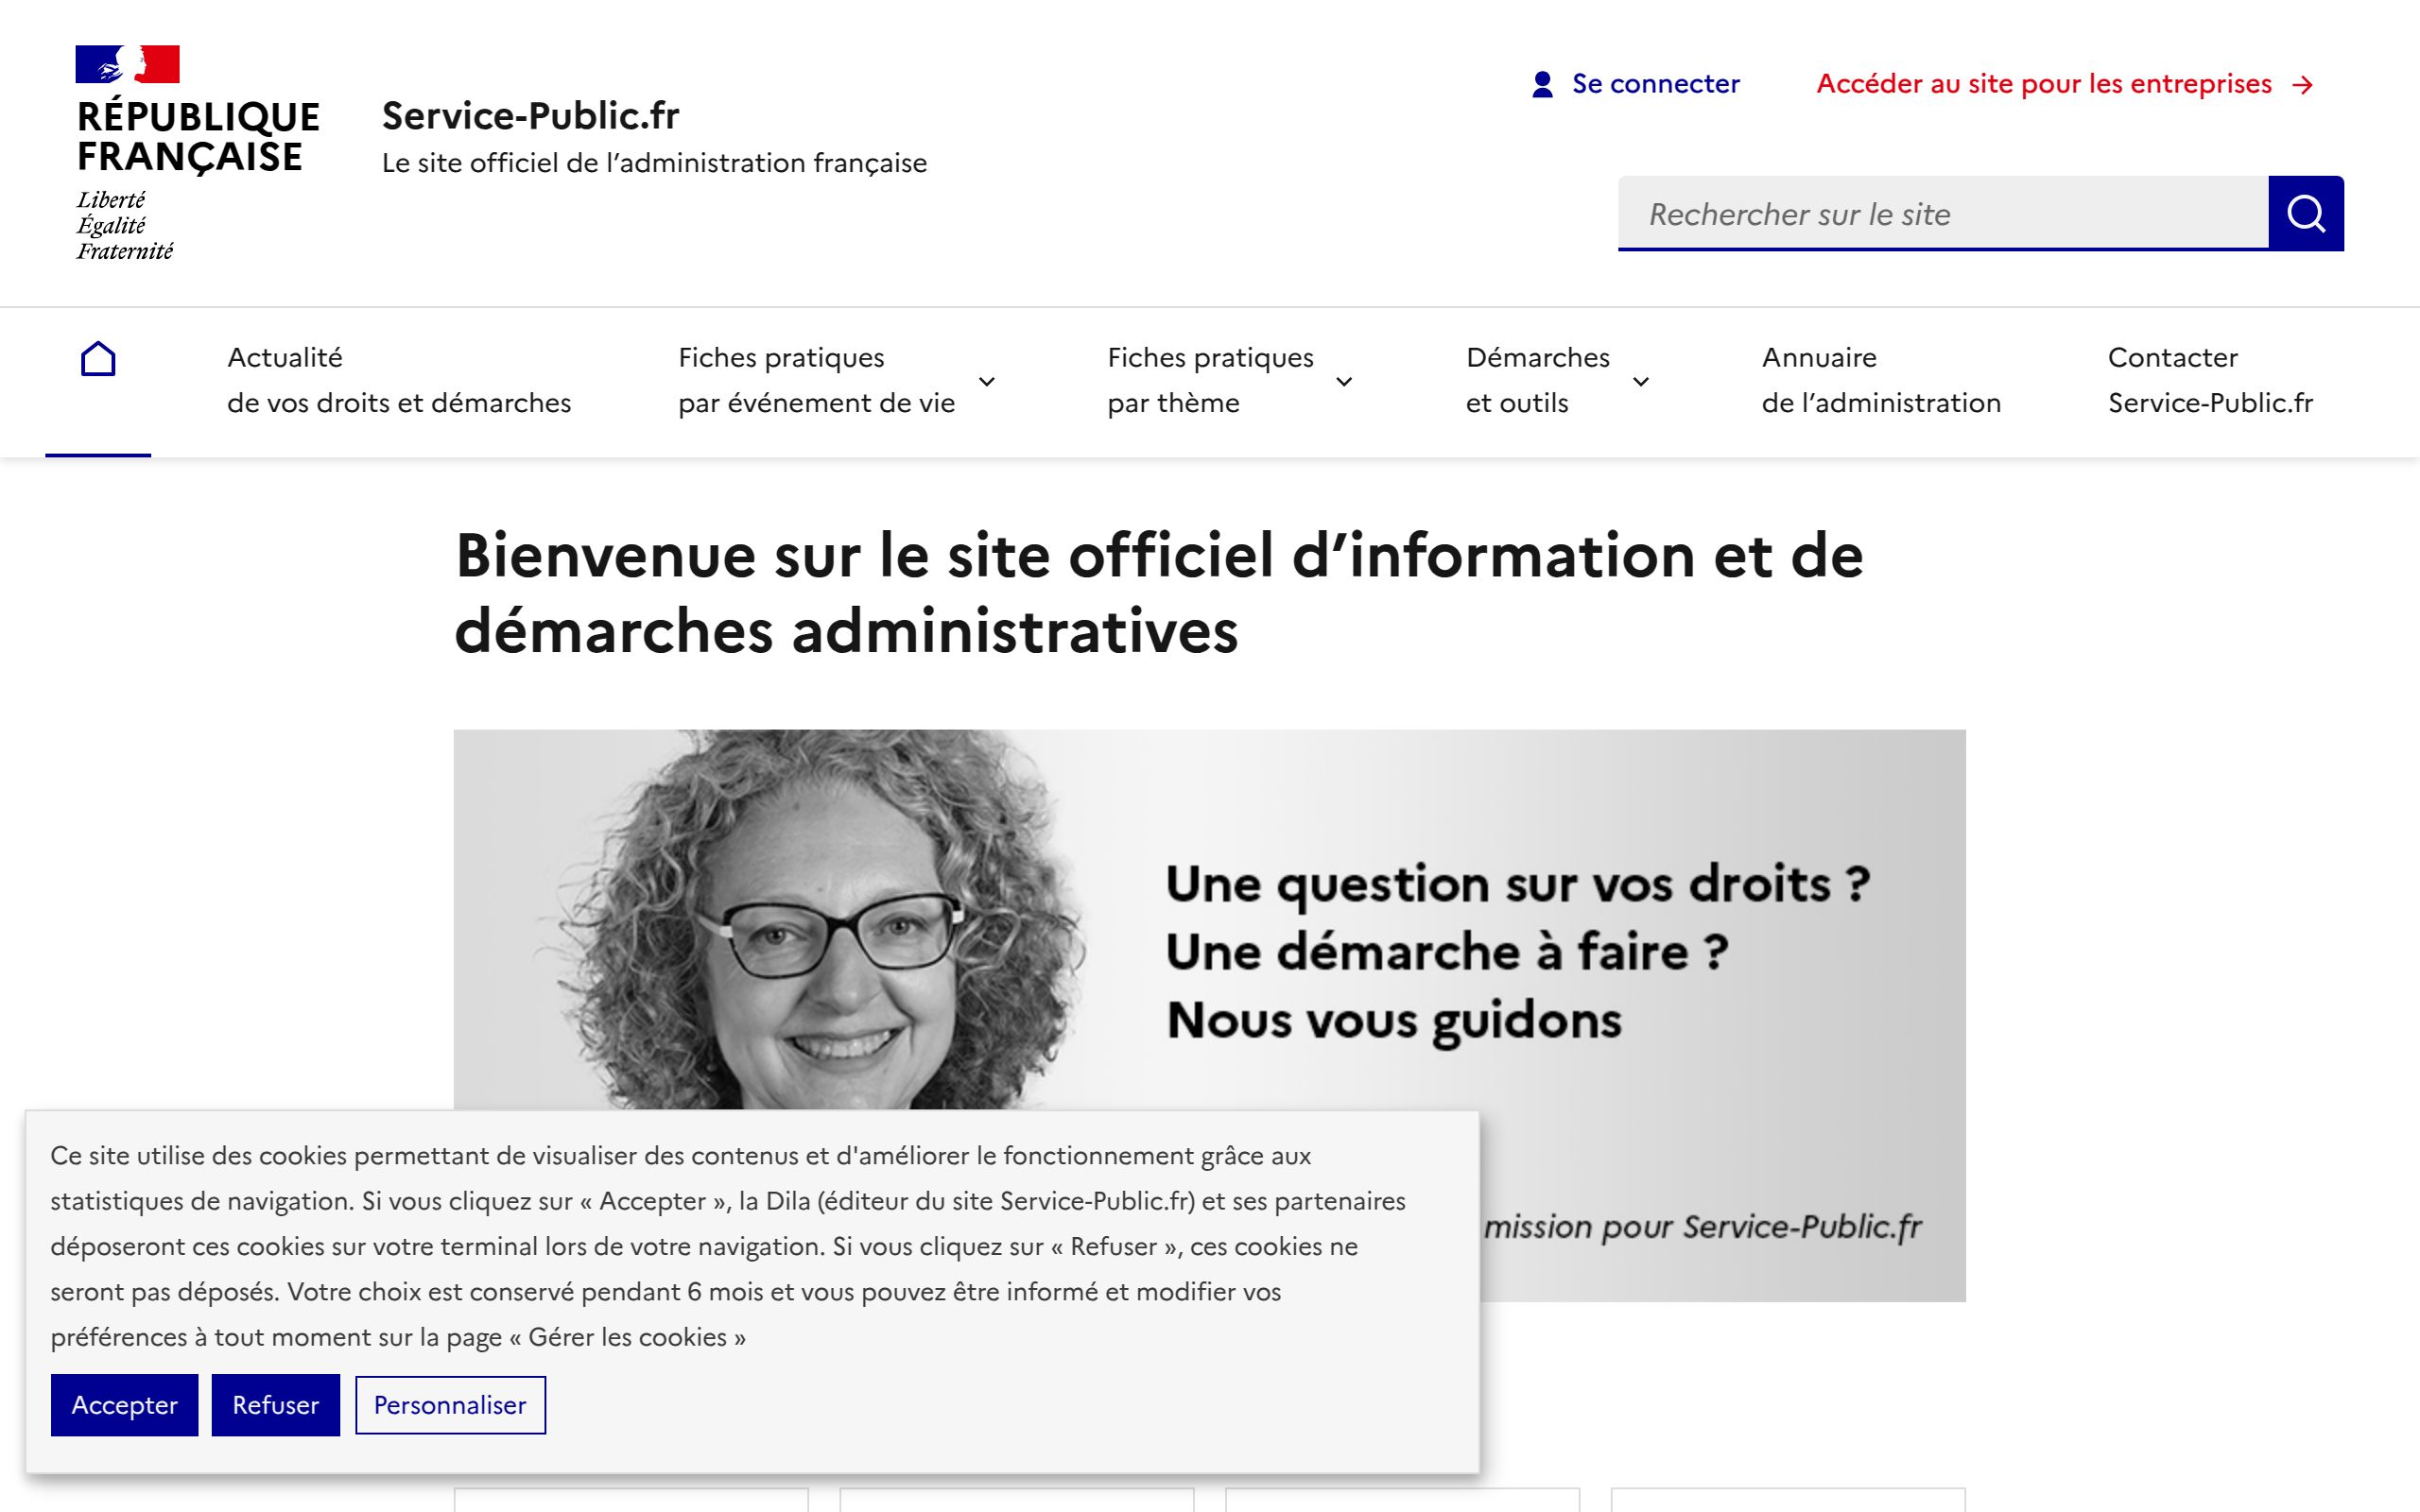 RÉPUBLIQUE
FRANÇAISE
Liberté
Égalité
Fraternité
Service-Public.fr
Le site officiel de l’administration française
Se connecter
Accéder au site pour les entreprises
Rechercher sur le site
Actualité
de vos droits et démarches
Fiches pratiques
par événement de vie
Fiches pratiques
par thème
Démarches
et outils
Annuaire
de l’administration
Contacter
Service-Public.fr
Bienvenue sur le site officiel d’information et de
démarches administratives
Une question sur vos droits ?
Une démarche à faire ?
Nous vous guidons
mission pour Service-Public.fr
Ce site utilise des cookies permettant de visualiser des contenus et d'améliorer le fonctionnement grâce aux
statistiques de navigation. Si vous cliquez sur « Accepter », la Dila (éditeur du site Service-Public.fr) et ses partenaires
déposeront ces cookies sur votre terminal lors de votre navigation. Si vous cliquez sur « Refuser », ces cookies ne
seront pas déposés. Votre choix est conservé pendant 6 mois et vous pouvez être informé et modifier vos
préférences à tout moment sur la page « Gérer les cookies »
Accepter
Refuser
Personnaliser